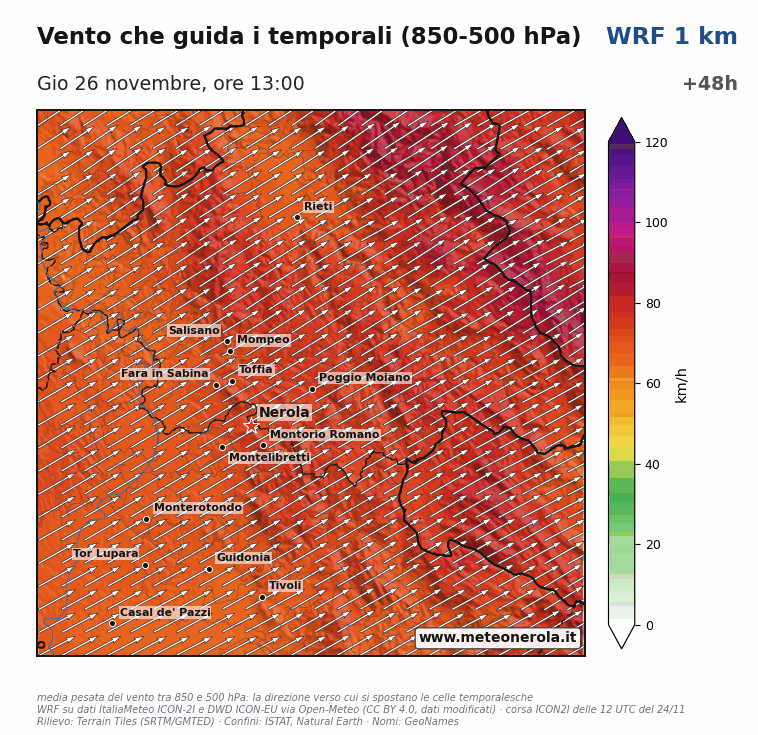 Vento che guida i temporali (850-500 hPa) WRF 1 km
Gio 26 novembre, ore 13:00 +48h
Rieti
Salisano
Mompeo
Toffia
Fara in Sabina
Poggio Moiano
Nerola
Montorio Romano
Montelibretti
Monterotondo
Tor Lupara
Guidonia
Tivoli
Casal de' Pazzi
www.meteonerola.it
120
100
80
60
40
20
0
km/h
media pesata del vento tra 850 e 500 hPa: la direzione verso cui si spostano le celle temporalesche
WRF su dati ItaliaMeteo ICON-2I e DWD ICON-EU via Open-Meteo (CC BY 4.0, dati modificati) · corsa ICON2I delle 12 UTC del 24/11
Rilievo: Terrain Tiles (SRTM/GMTED) · Confini: ISTAT, Natural Earth · Nomi: GeoNames